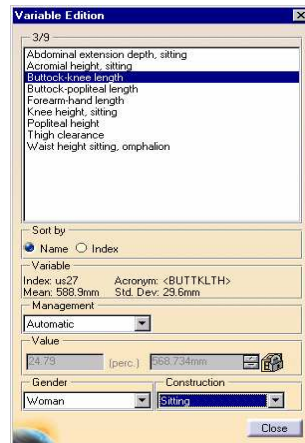 Variable Edition
3/9
Abdominal extension depth, sitting
Acromial height, sitting
Buttock-knee length
Buttock-popliteal length
Forearm-hand length
Knee height, sitting
Popliteal height
Thigh clearance
Waist height sitting, omphalion
Sort by
Name Index
Variable
Index: us27 Acronym: <BUTTKLTH>
Mean: 588.9mm Std. Dev: 29.6mm
Management
Automatic
Value
24.79 (perc.) 568.734mm
Gender Construction
Woman Sitting
Close